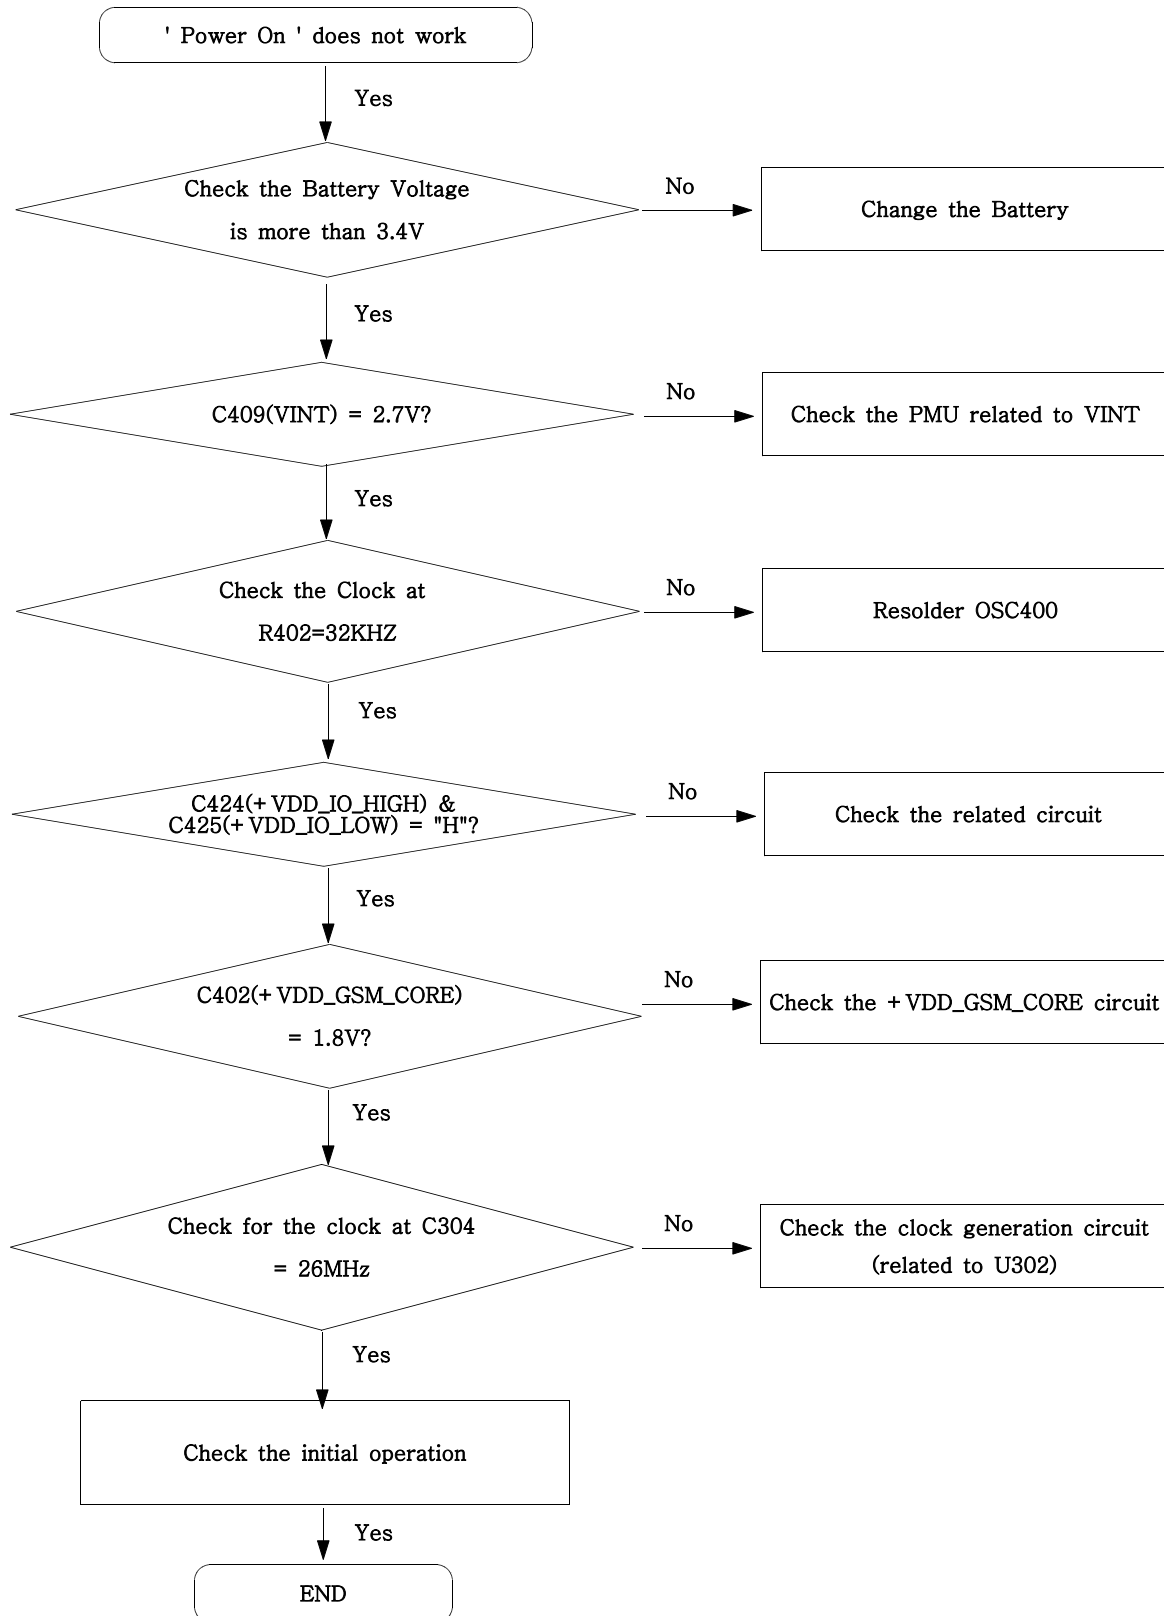 ' Power On ' does not work
Yes
Check the Battery Voltage
is more than 3.4V
No
Change the Battery
Yes
C409(VINT) = 2.7V?
No
Check the PMU related to VINT
Yes
Check the Clock at
R402=32KHZ
No
Resolder OSC400
Yes
C424(+VDD_IO_HIGH) &
C425(+VDD_IO_LOW) = "H"?
No
Check the related circuit
Yes
C402(+VDD_GSM_CORE)
= 1.8V?
No
Check the +VDD_GSM_CORE circuit
Yes
Check for the clock at C304
= 26MHz
No
Check the clock generation circuit
(related to U302)
Yes
Check the initial operation
Yes
END